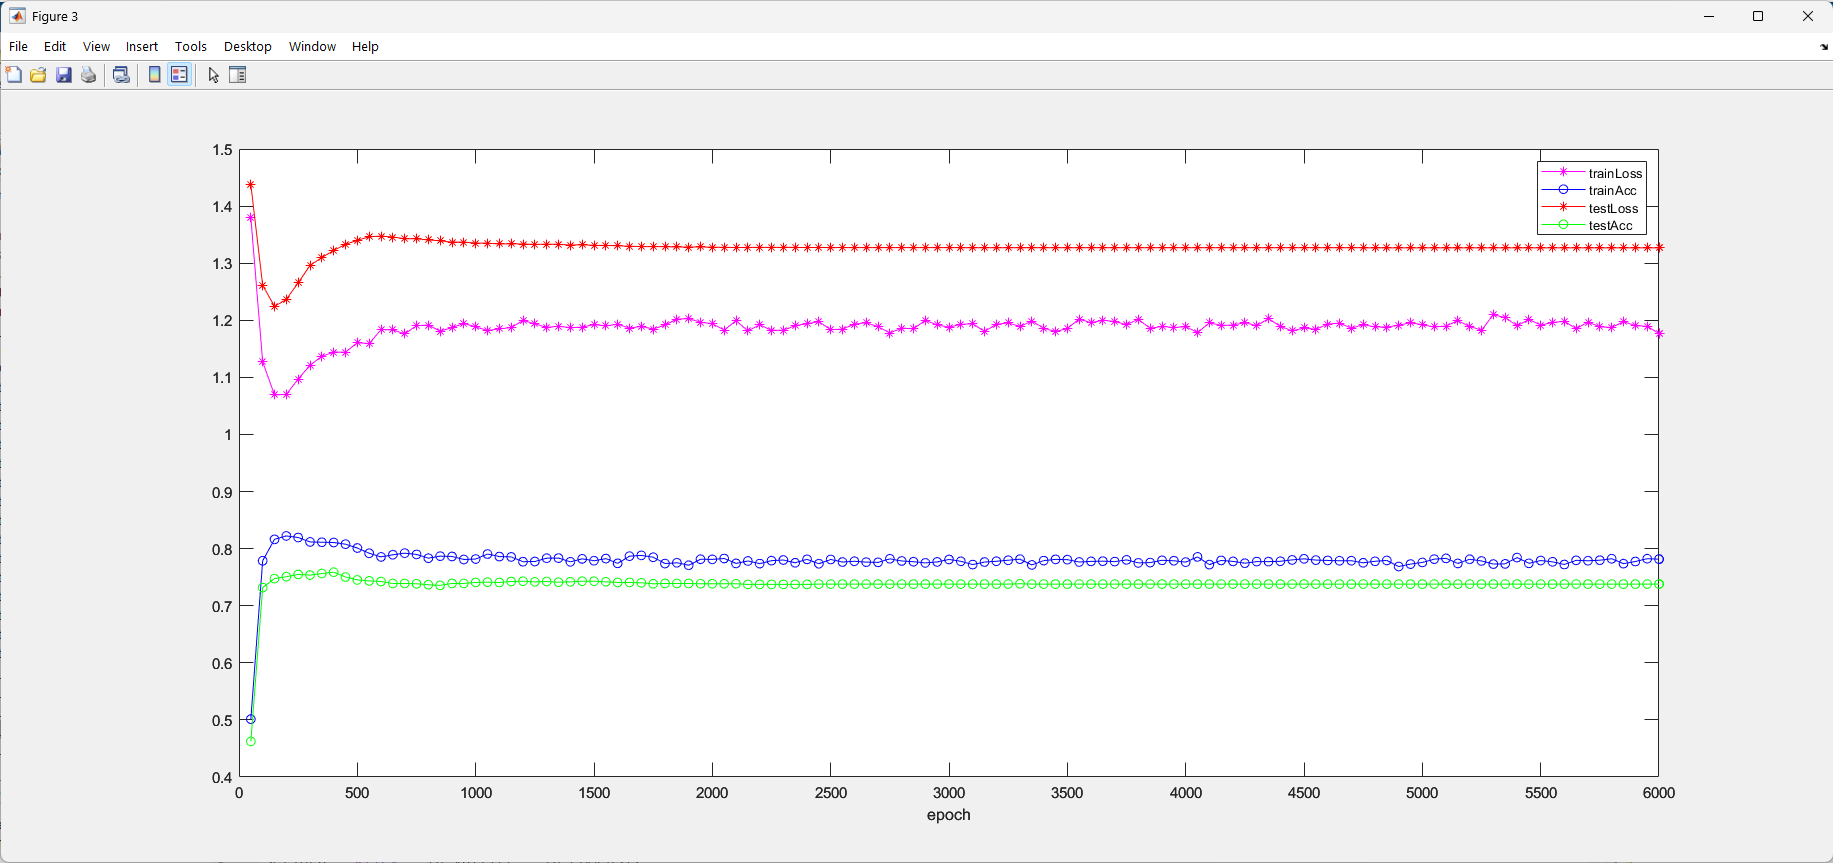 Figure 3
File Edit View Insert Tools Desktop Window Help
1.5
1.4
1.3
1.2
1.1
1
0.9
0.8
0.7
0.6
0.5
0.4
0 500 1000 1500 2000 2500 3000 3500 4000 4500 5000 5500 6000
epoch
trainLoss
trainAcc
testLoss
testAcc